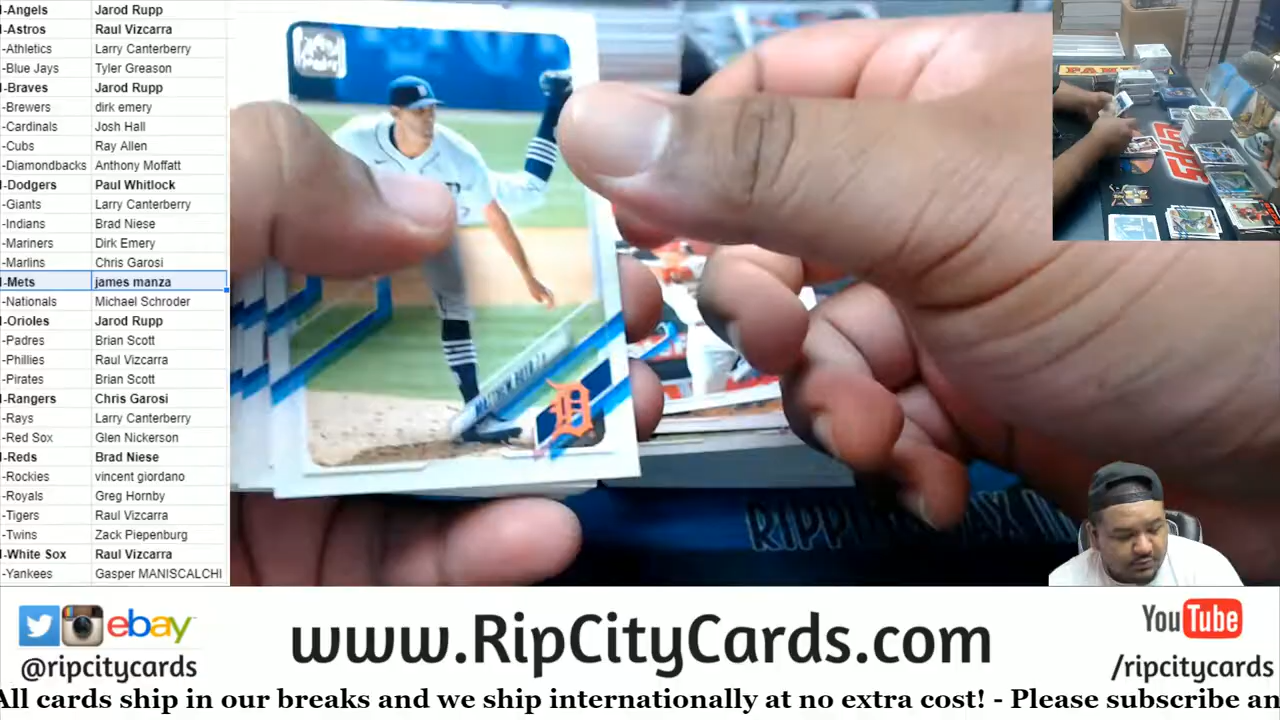 -Angels Jarod Rupp
-Astros Raul Vizcarra
-Athletics Larry Canterberry
-Blue Jays Tyler Greason
-Braves Jarod Rupp
-Brewers dirk emery
-Cardinals Josh Hall
-Cubs Ray Allen
-Diamondbacks Anthony Moffatt
-Dodgers Paul Whitlock
-Giants Larry Canterberry
-Indians Brad Niese
-Mariners Dirk Emery
-Marlins Chris Garosi
-Mets james manza
-Nationals Michael Schroder
-Orioles Jarod Rupp
-Padres Brian Scott
-Phillies Raul Vizcarra
-Pirates Brian Scott
-Rangers Chris Garosi
-Rays Larry Canterberry
-Red Sox Glen Nickerson
-Reds Brad Niese
-Rockies vincent giordano
-Royals Greg Hornby
-Tigers Raul Vizcarra
-Twins Zack Piepenburg
-White Sox Raul Vizcarra
-Yankees Gasper MANISCALCHI
MATTHEW
D
ebay
@ripcitycards
www.RipCityCards.com
YouTube
/ripcitycards
All cards ship in our breaks and we ship internationally at no extra cost! - Please subscribe an